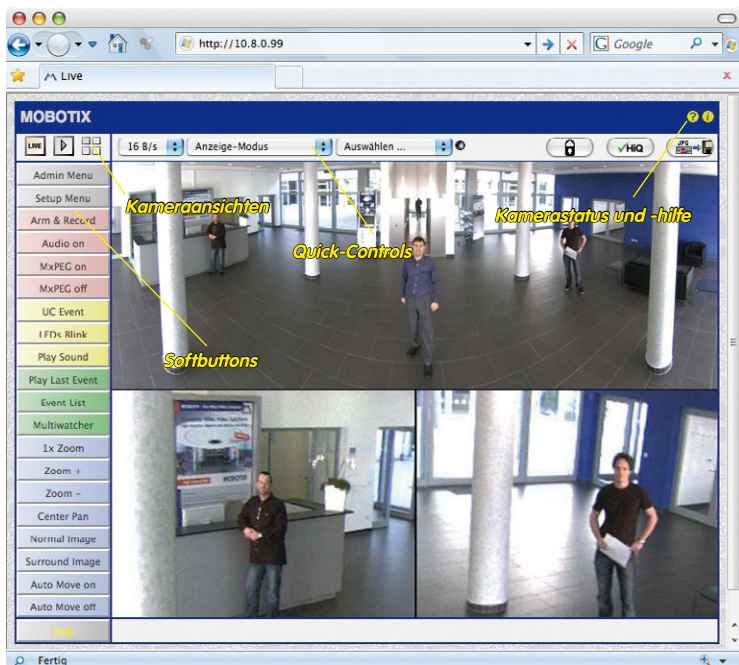 http://10.8.0.99
Google
Live
MOBOTIX
LIVE
16 B/s
Anzeige-Modus
Auswählen ...
HiQ
JPG
Admin Menu
Setup Menu
Arm & Record
Audio on
MxPEG on
MxPEG off
UC Event
LEDs Blink
Play Sound
Play Last Event
Event List
Multiwatcher
1x Zoom
Zoom +
Zoom –
Center Pan
Normal Image
Surround Image
Auto Move on
Auto Move off
Help
Kameraansichten
Quick-Controls
Kamerastatus und -hilfe
Softbuttons
MOBOTIX
Fertig